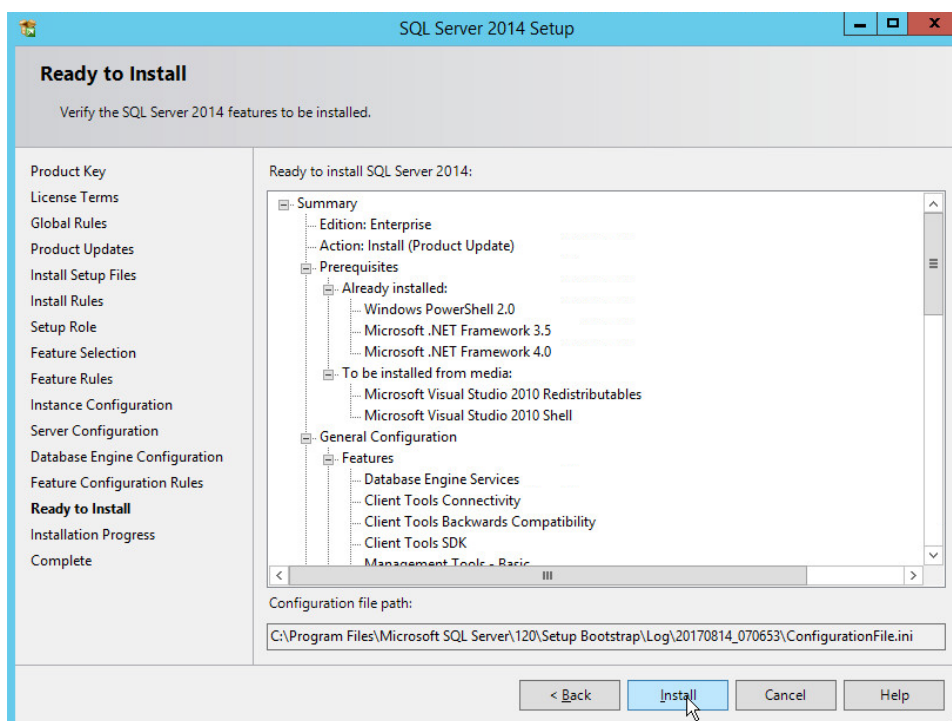 SQL Server 2014 Setup
Ready to Install
Verify the SQL Server 2014 features to be installed.
Product Key
License Terms
Global Rules
Product Updates
Install Setup Files
Install Rules
Setup Role
Feature Selection
Feature Rules
Instance Configuration
Server Configuration
Database Engine Configuration
Feature Configuration Rules
Ready to Install
Installation Progress
Complete
Ready to install SQL Server 2014:
Summary
Edition: Enterprise
Action: Install (Product Update)
Prerequisites
Already installed:
Windows PowerShell 2.0
Microsoft .NET Framework 3.5
Microsoft .NET Framework 4.0
To be installed from media:
Microsoft Visual Studio 2010 Redistributables
Microsoft Visual Studio 2010 Shell
General Configuration
Features
Database Engine Services
Client Tools Connectivity
Client Tools Backwards Compatibility
Client Tools SDK
Management Tools - Basic
Configuration file path:
C:\Program Files\Microsoft SQL Server\120\Setup Bootstrap\Log\20170814_070653\ConfigurationFile.ini
< Back Install Cancel Help